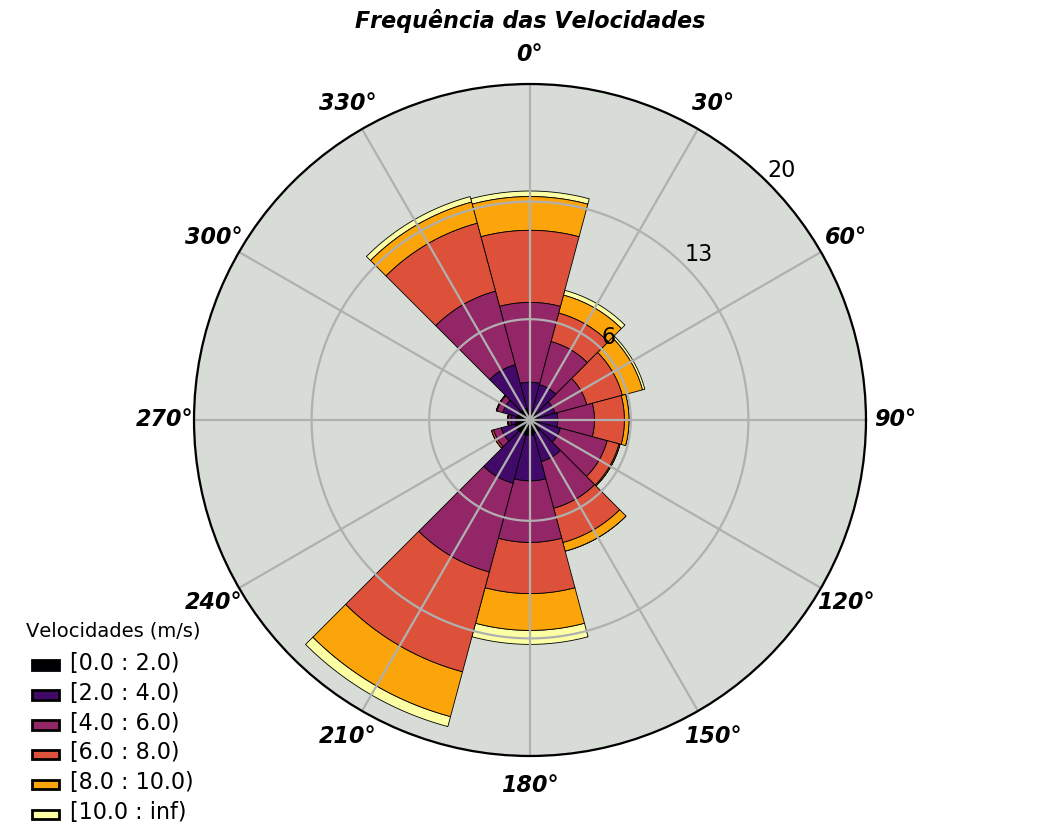 Frequência das Velocidades
0°
330°
30°
20
300°
60°
13
6
270°
90°
240°
120°
210°
150°
180°
Velocidades (m/s)
[0.0 : 2.0)
[2.0 : 4.0)
[4.0 : 6.0)
[6.0 : 8.0)
[8.0 : 10.0)
[10.0 : inf)